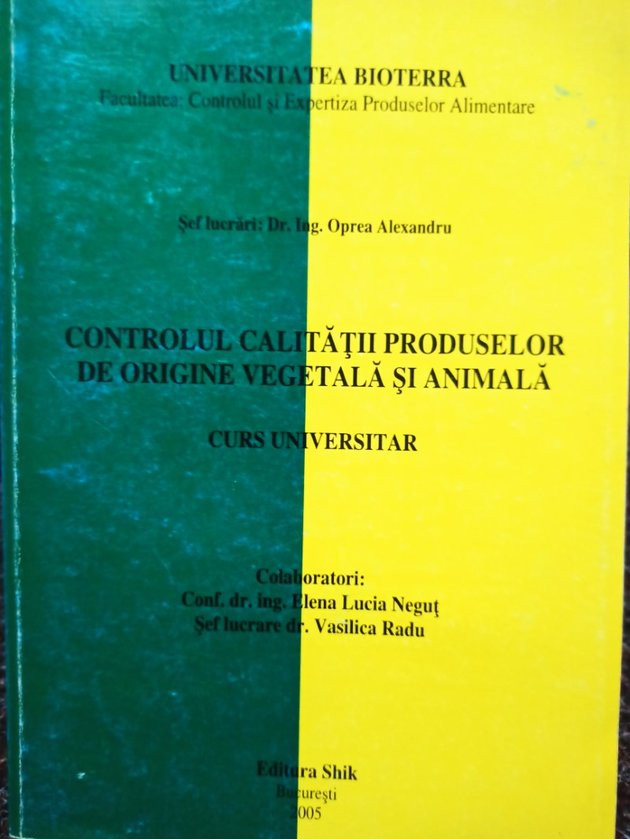 UNIVERSITATEA BIOTERRA
Facultatea: Controlul și Expertiza Produselor Alimentare
Șef lucrări: Dr. Ing. Oprea Alexandru
CONTROLUL CALITĂŢII PRODUSELOR
DE ORIGINE VEGETALĂ ŞI ANIMALĂ
CURS UNIVERSITAR
Colaboratori:
Conf. dr. ing. Elena Lucia Neguţ
Şef lucrare dr. Vasilica Radu
Editura Shik
Bucureşti
2005